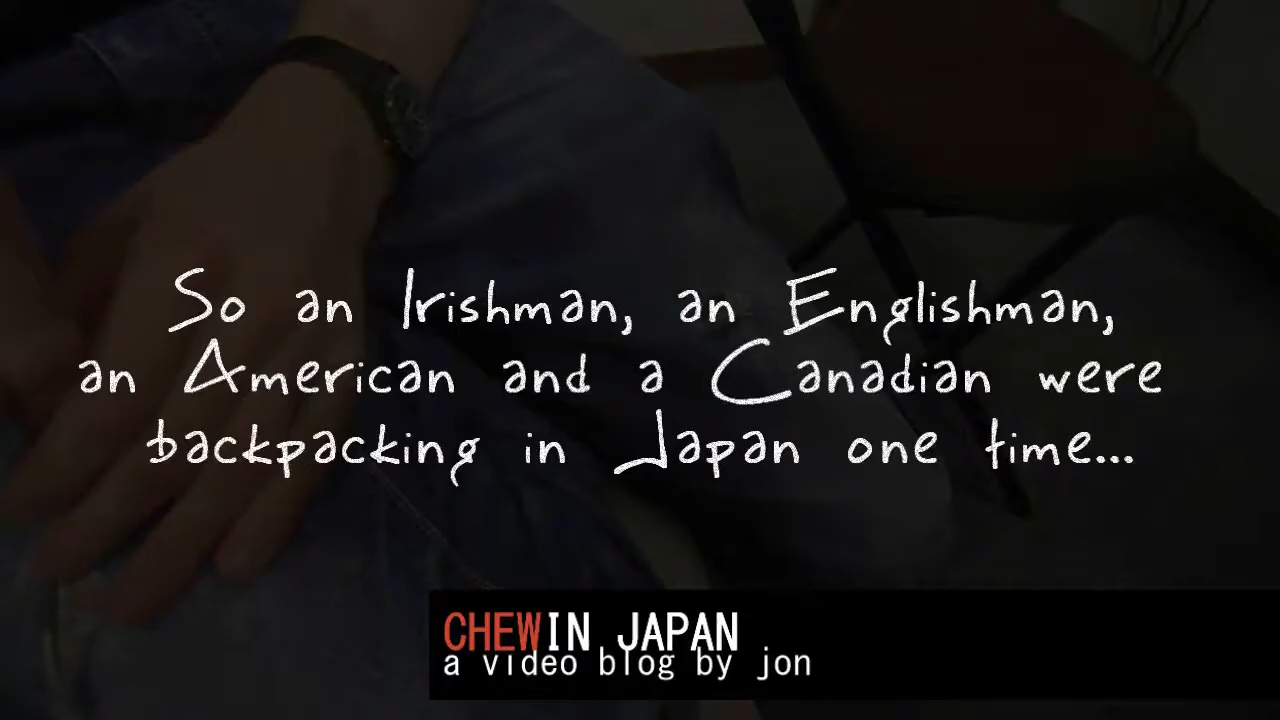 So an Irishman, an Englishman,
an American and a Canadian were
backpacking in Japan one time...
CHEWIN JAPAN
a video blog by jon